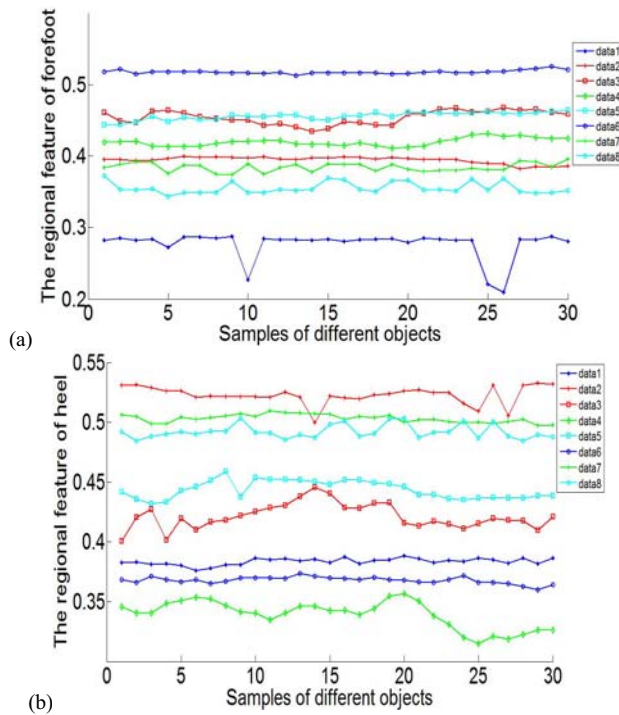 The regional feature of forefoot
0.5
0.4
0.3
0.2
0 5 10 15 20 25 30
Samples of different objects
data1
data2
data3
data4
data5
data6
data7
data8
(a)
The regional feature of heel
0.55
0.5
0.45
0.4
0.35
0 5 10 15 20 25 30
Samples of different objects
data1
data2
data3
data4
data5
data6
data7
data8
(b)